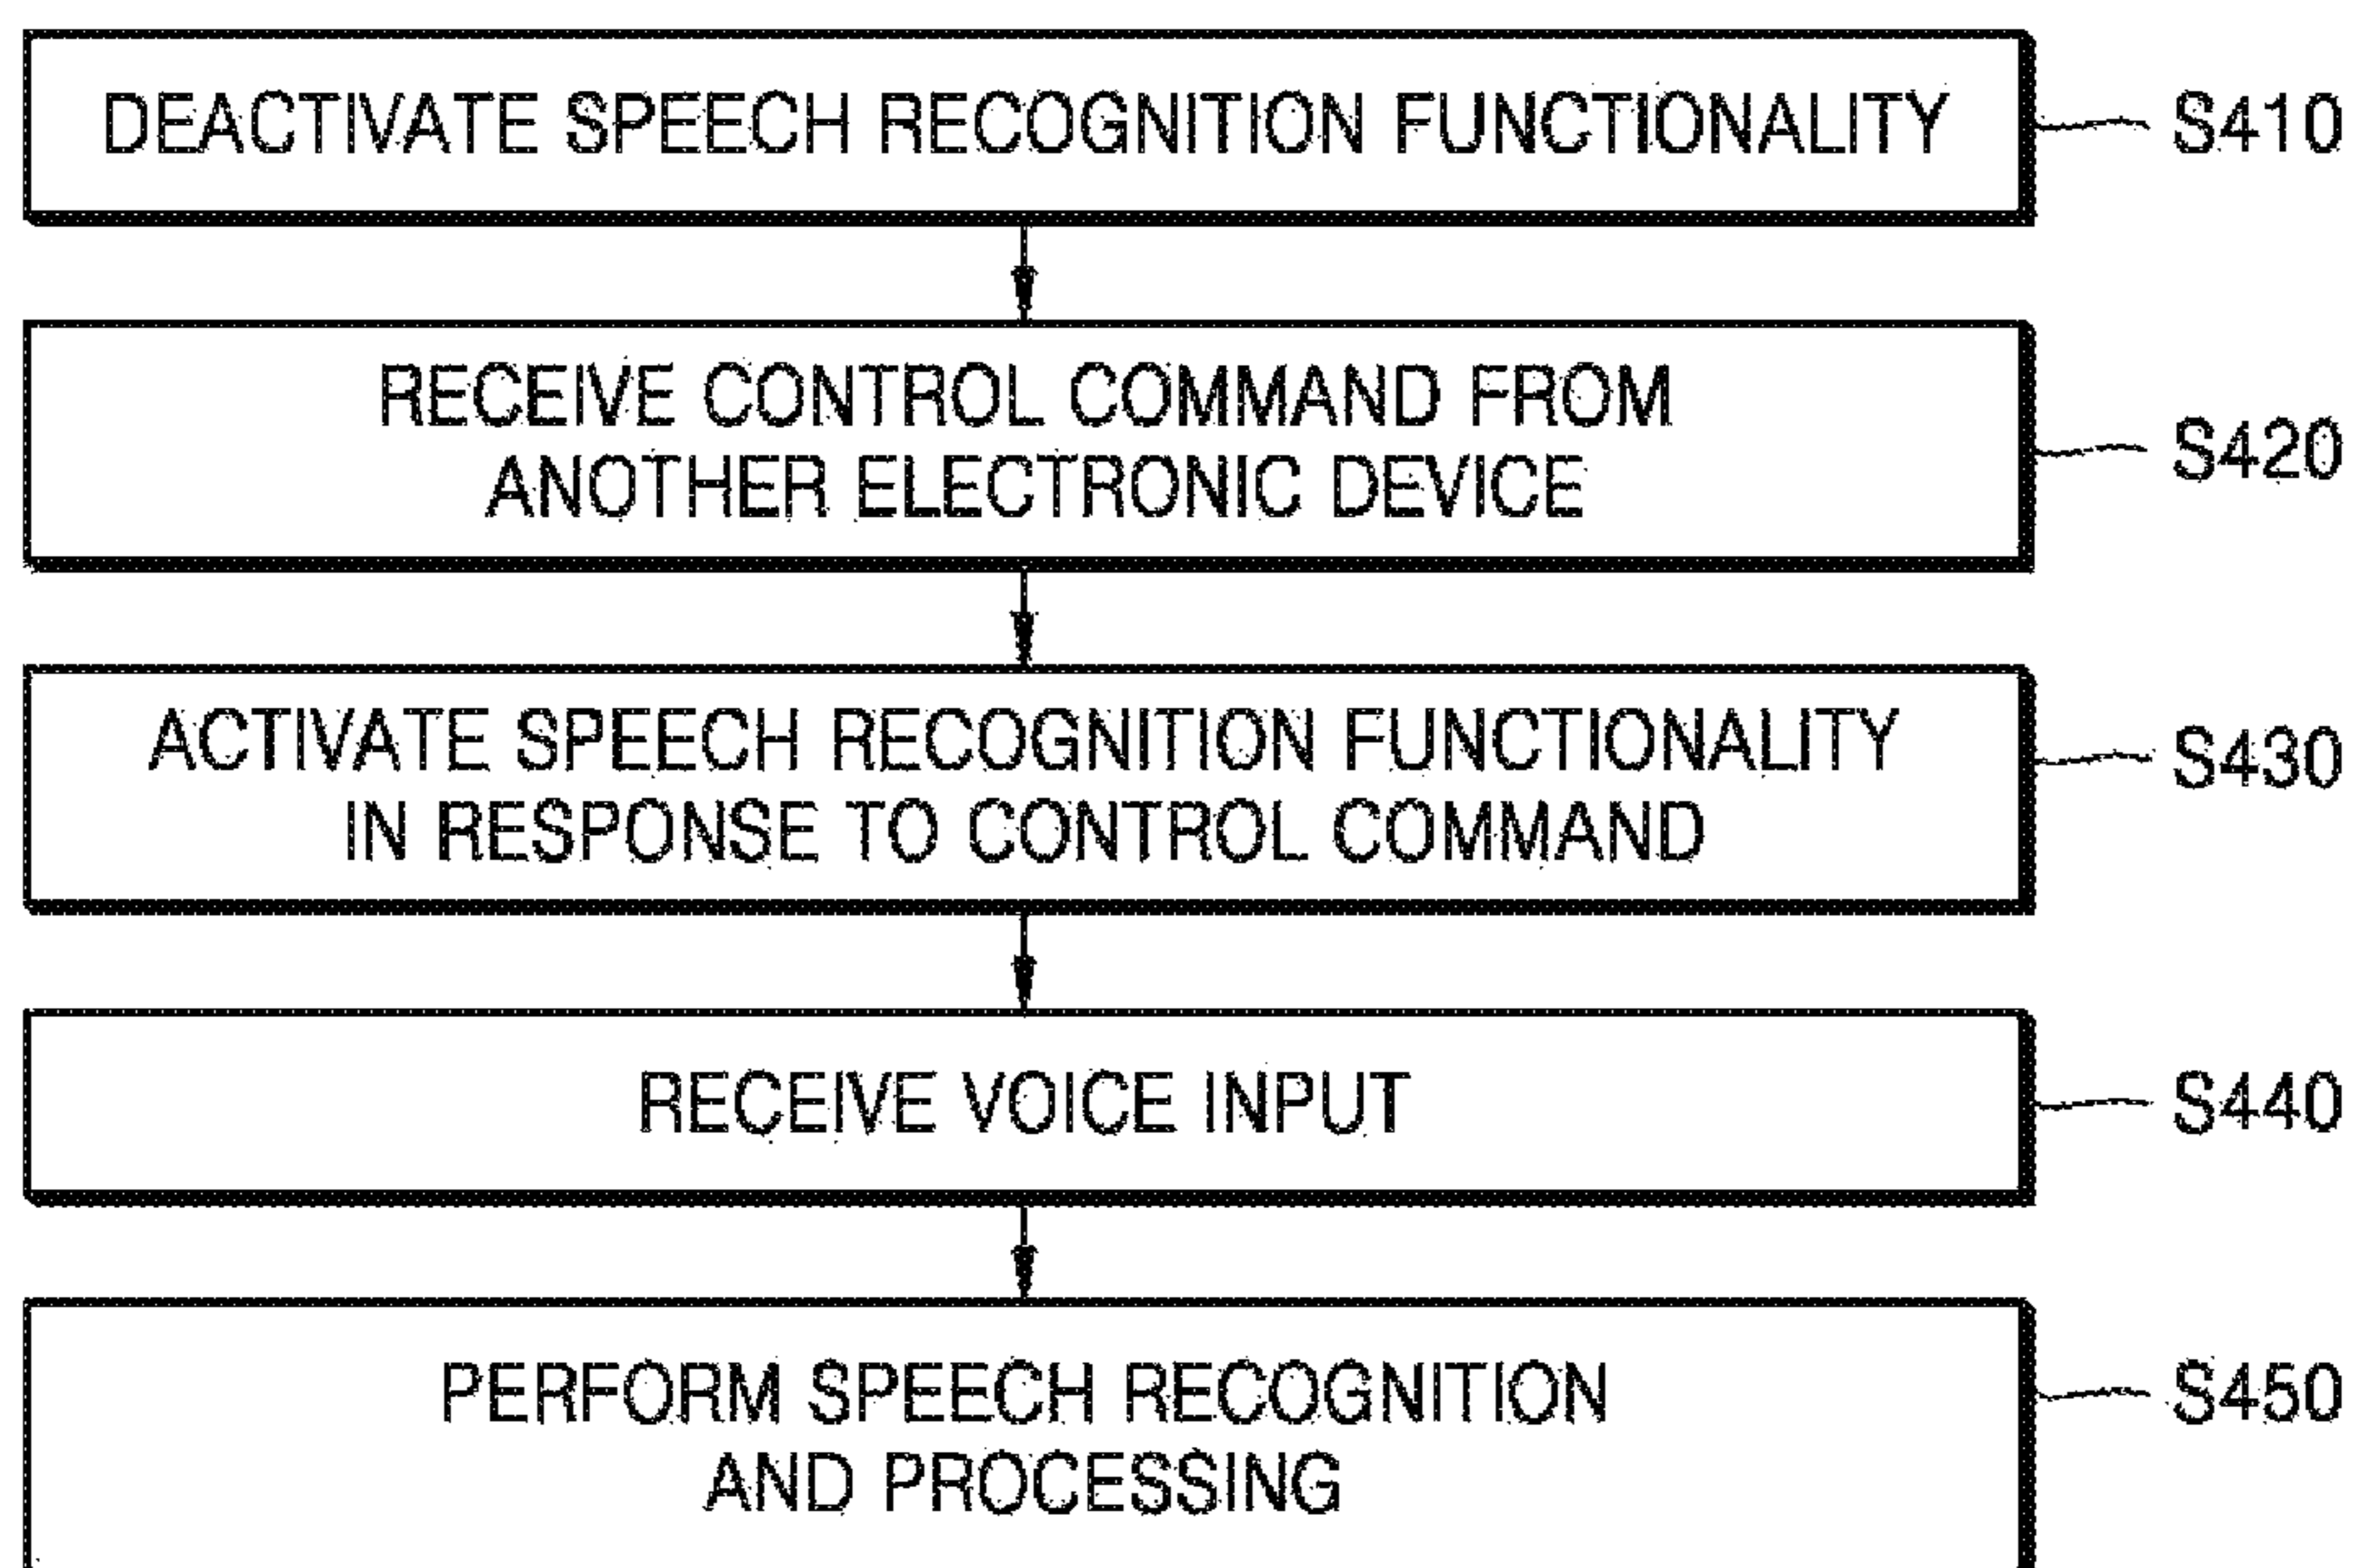 DEACTIVATE SPEECH RECOGNITION FUNCTIONALITY
S410
RECEIVE CONTROL COMMAND FROM
ANOTHER ELECTRONIC DEVICE
S420
ACTIVATE SPEECH RECOGNITION FUNCTIONALITY
IN RESPONSE TO CONTROL COMMAND
S430
RECEIVE VOICE INPUT
S440
PERFORM SPEECH RECOGNITION
AND PROCESSING
S450